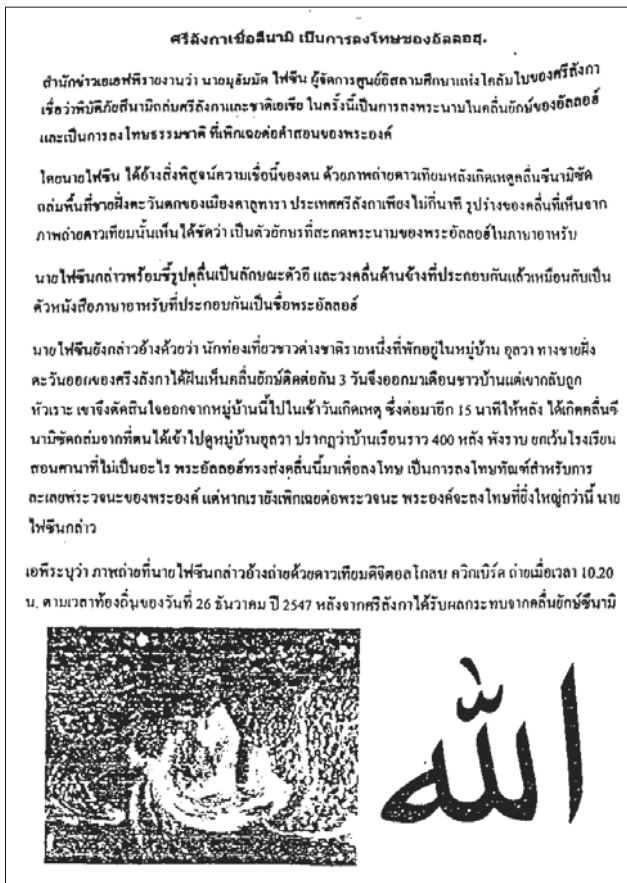 ศรีลังกาเชื่อสึนามิ เป็นการลงโทษของอัลลอฮฺ.
สำนักข่าวเอเอฟพีรายงานว่า นายมุฮัมมัด ไฟซีน ผู้จัดการศูนย์อิสลามศึกษาแห่งโคลัมโบของศรีลังกา
เชื่อว่าพิบัติภัยสึนามิถล่มศรีลังกาและชาติเอเชีย ในครั้งนี้เป็นการลงพระนามในคลื่นยักษ์ของอัลลอฮ์
และเป็นการลงโทษธรรมชาติ ที่เพิกเฉยต่อคำสอนของพระองค์
โดยนายไฟซีน ได้อ้างสิ่งพิสูจน์ความเชื่อนี้ของตน ด้วยภาพถ่ายดาวเทียมหลังเกิดเหตุคลื่นซึนามิซัด
ถล่มพื้นที่ชายฝั่งตะวันตกของเมืองคาลูทารา ประเทศศรีลังกาเพียงไม่กี่นาที รูปร่างของคลื่นที่เห็นจาก
ภาพถ่ายดาวเทียมนั้นเห็นได้ชัดว่า เป็นตัวอักษรที่สะกดพระนามของพระอัลลอฮ์ในภาษาอาหรับ
นายไฟซีนกล่าวพร้อมชี้รูปคลื่นเป็นลักษณะตัวอี และวงคลื่นด้านข้างที่ประกอบกันแล้วเหมือนกับเป็น
ตัวหนังสือภาษาอาหรับที่ประกอบกันเป็นชื่อพระอัลลอฮ์
นายไฟซีนยังกล่าวอ้างด้วยว่า นักท่องเที่ยวชาวต่างชาติรายหนึ่งที่พักอยู่ในหมู่บ้าน อุลวา ทางชายฝั่ง
ตะวันออกของศรีงลังกาได้ฝันเห็นคลื่นยักษ์ติดต่อกัน 3 วันจึงออกมาเตือนชาวบ้านแต่เขากลับถูก
หัวเราะ เขาจึงตัดสินใจออกจากหมู่บ้านนี้ไปในเช้าวันเกิดเหตุ ซึ่งต่อมาอีก 15 นาทีให้หลัง ได้เกิดคลื่นซึ
นามิซัดถล่มจากที่ตนได้เข้าไปดูหมู่บ้านอุลวา ปรากฏว่าบ้านเรือนราว 400 หลัง พังราบ ยกเว้นโรงเรียน
สอนศาสนาที่ไม่เป็นอะไร พระอัลลอฮ์ทรงส่งคลื่นนี้มาเพื่อลงโทษ เป็นการลงโทษทัณฑ์สำหรับการ
ละเลยพระวจนะของพระองค์ แต่หากเรายังเพิกเฉยต่อพระวจนะ พระองค์จะลงโทษที่ยิ่งใหญ่กว่านี้ นาย
ไฟซีนกล่าว
เอพีระบุว่า ภาพถ่ายที่นายไฟซีนกล่าวอ้างถ่ายด้วยดาวเทียมดิจิตอลโกลบ ควิกเบิร์ด ถ่ายเมื่อเวลา 10.20
น. ตามเวลาท้องถิ่นของวันที่ 26 ธันวาคม ปี 2547 หลังจากศรีลังกาได้รับผลกระทบจากคลื่นยักษ์ซึนามิ
الله